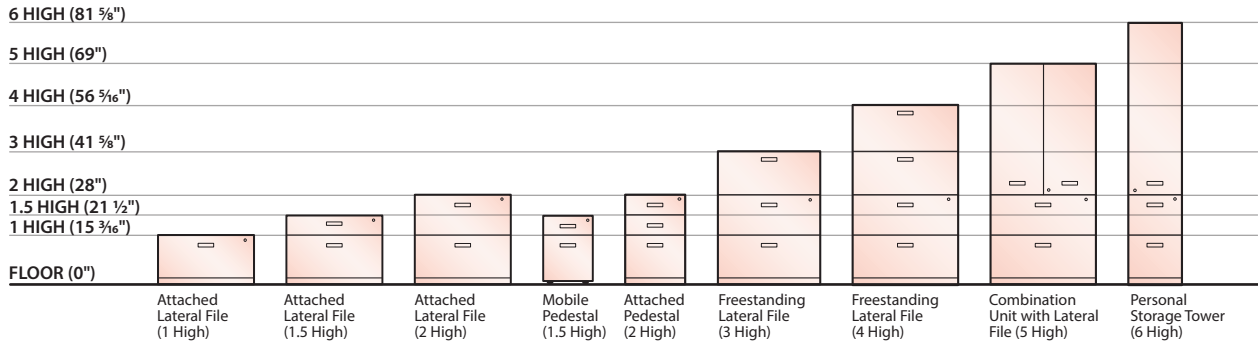 6 HIGH (81 ⅝")
5 HIGH (69")
4 HIGH (56 5⁄16")
3 HIGH (41 ⅝")
2 HIGH (28")
1.5 HIGH (21 ½")
1 HIGH (15 3⁄16")
FLOOR (0")
Attached
Lateral File
(1 High)
Attached
Lateral File
(1.5 High)
Attached
Lateral File
(2 High)
Mobile
Pedestal
(1.5 High)
Attached
Pedestal
(2 High)
Freestanding
Lateral File
(3 High)
Freestanding
Lateral File
(4 High)
Combination
Unit with Lateral
File (5 High)
Personal
Storage Tower
(6 High)